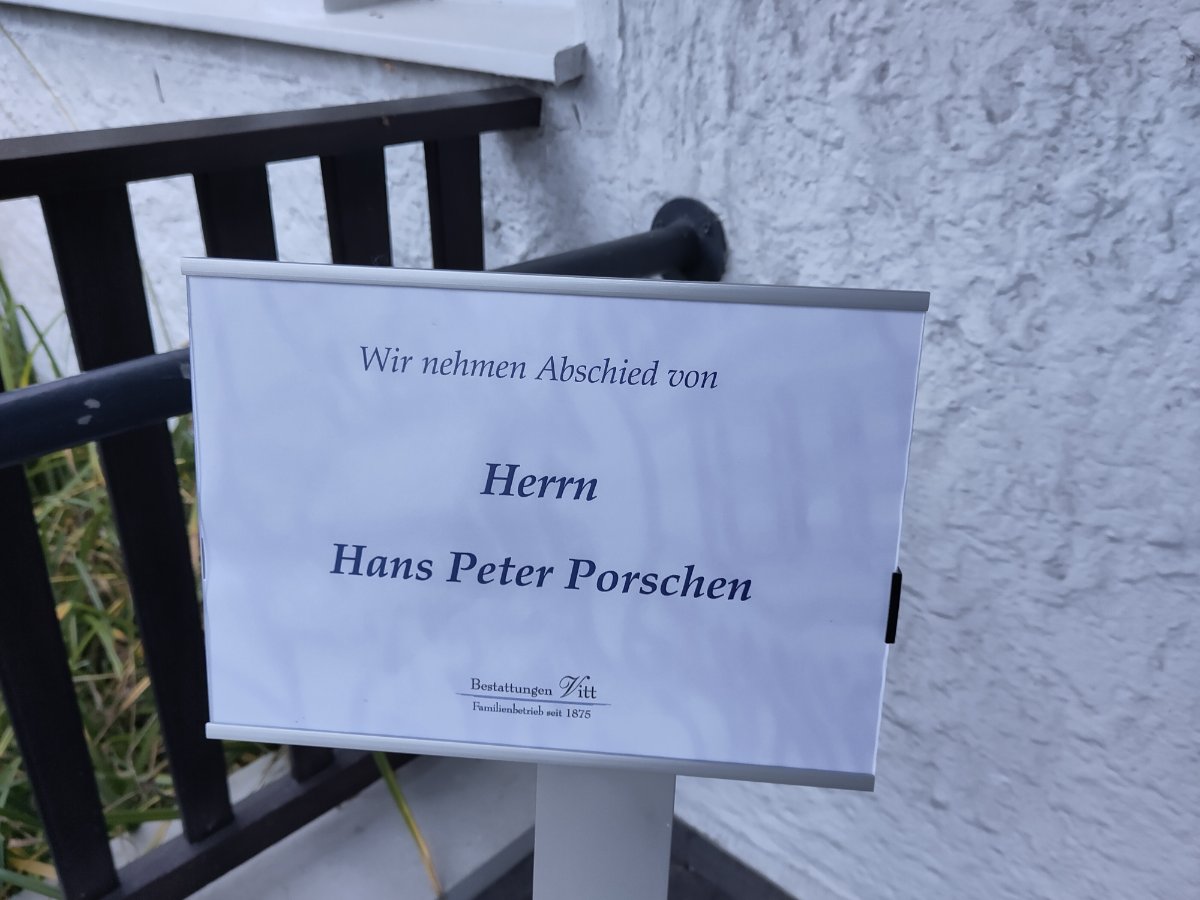 Wir nehmen Abschied von
Herrn
Hans Peter Porschen
Bestattungen Vitt
Familienbetrieb seit 1875